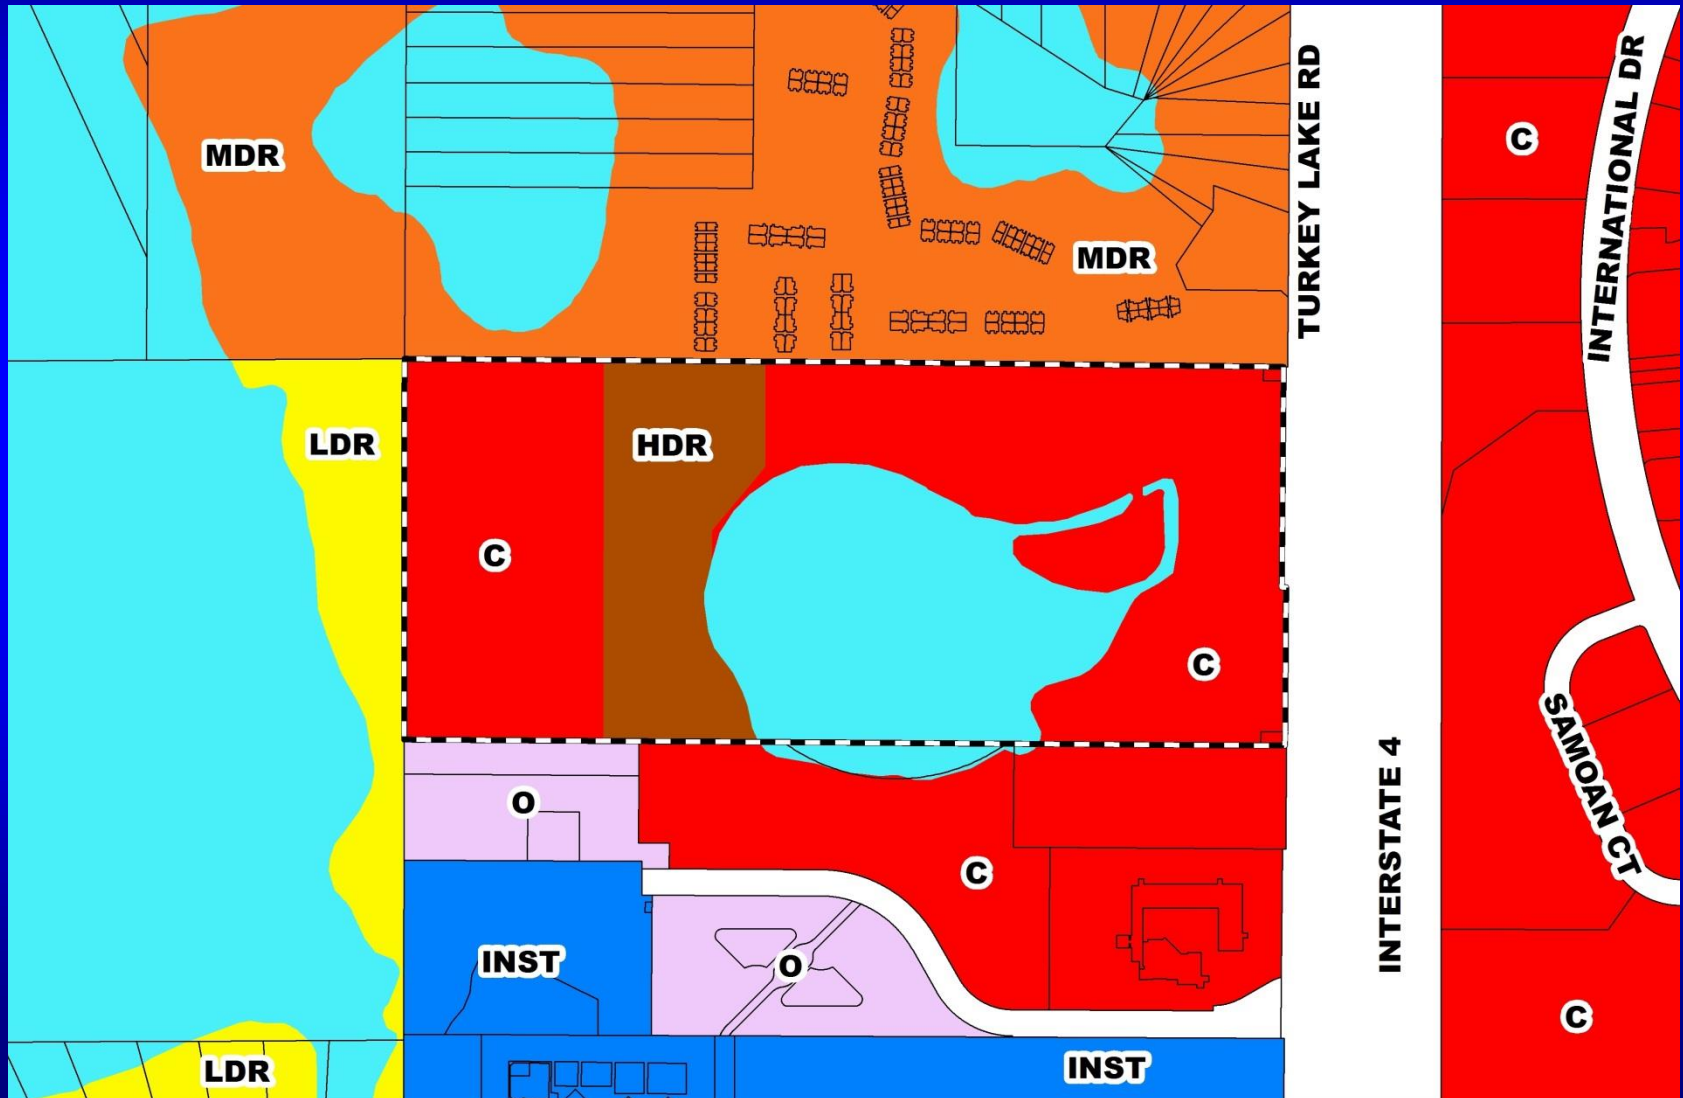 C
MDR
TURKEY LAKE RD
INTERNATIONAL DR
MDR
LDR
HDR
C
C
SAMOAN CT
O
INTERSTATE 4
C
INST
O
C
LDR
INST